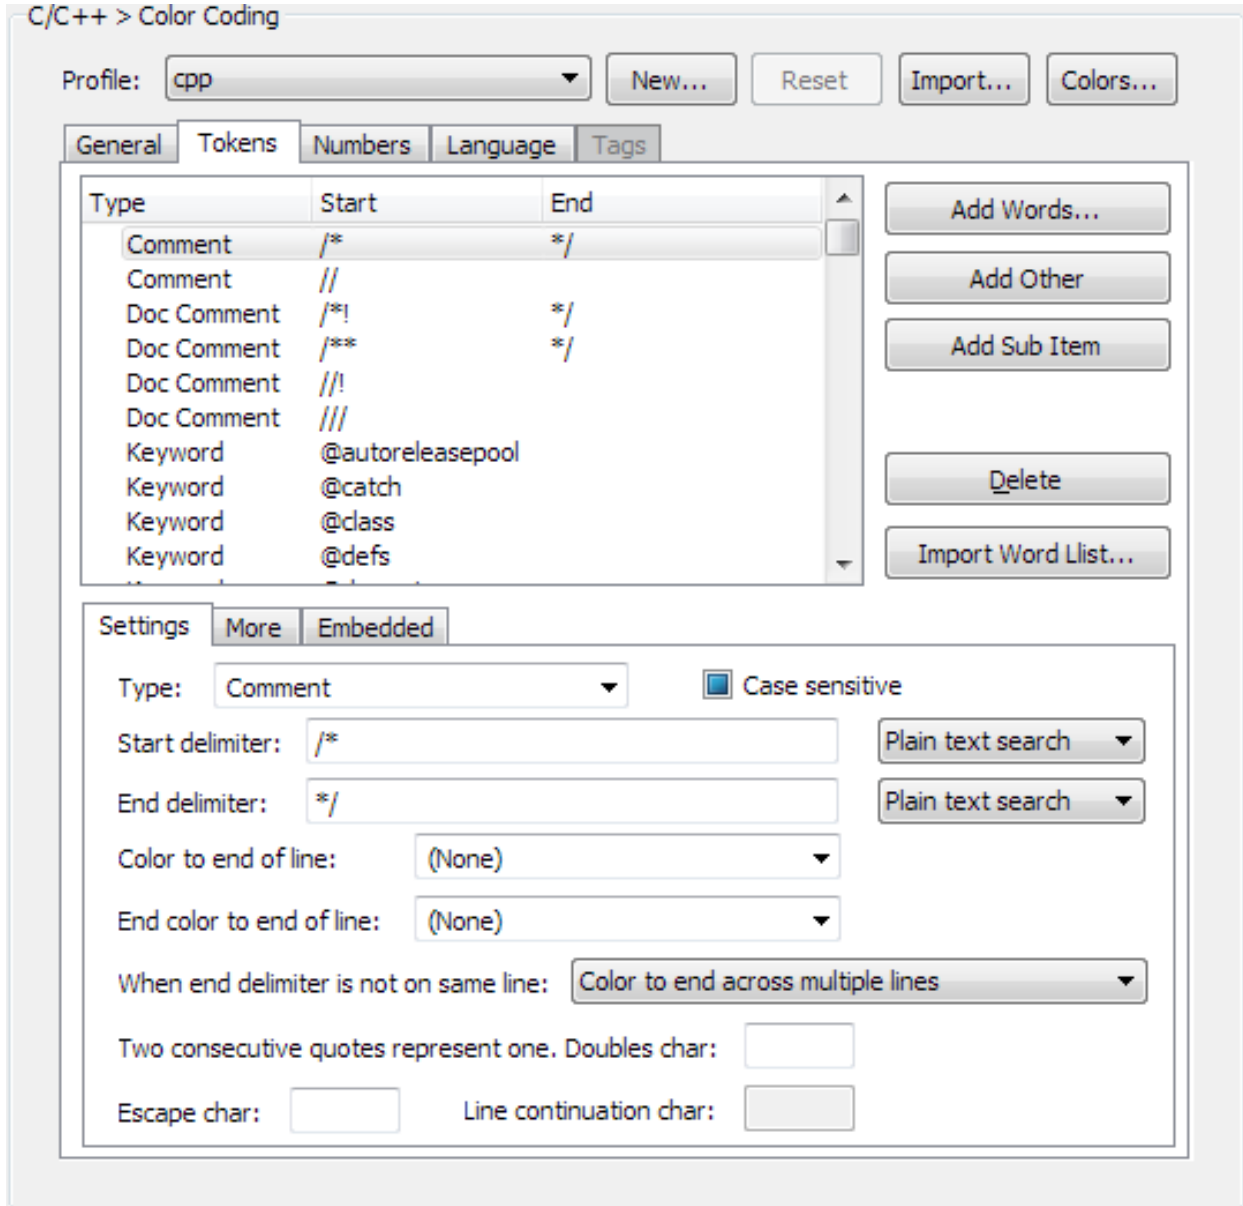 C/C++ > Color Coding
Profile: cpp New... Reset Import... Colors...
General Tokens Numbers Language Tags
Type Start End
Comment /* */
Comment //
Doc Comment /*! */
Doc Comment /** */
Doc Comment //!
Doc Comment ///
Keyword @autoreleasepool
Keyword @catch
Keyword @class
Keyword @defs
Add Words...
Add Other
Add Sub Item
Delete
Import Word Llist...
Settings More Embedded
Type: Comment Case sensitive
Start delimiter: /* Plain text search
End delimiter: */ Plain text search
Color to end of line: (None)
End color to end of line: (None)
When end delimiter is not on same line: Color to end across multiple lines
Two consecutive quotes represent one. Doubles char:
Escape char: Line continuation char: